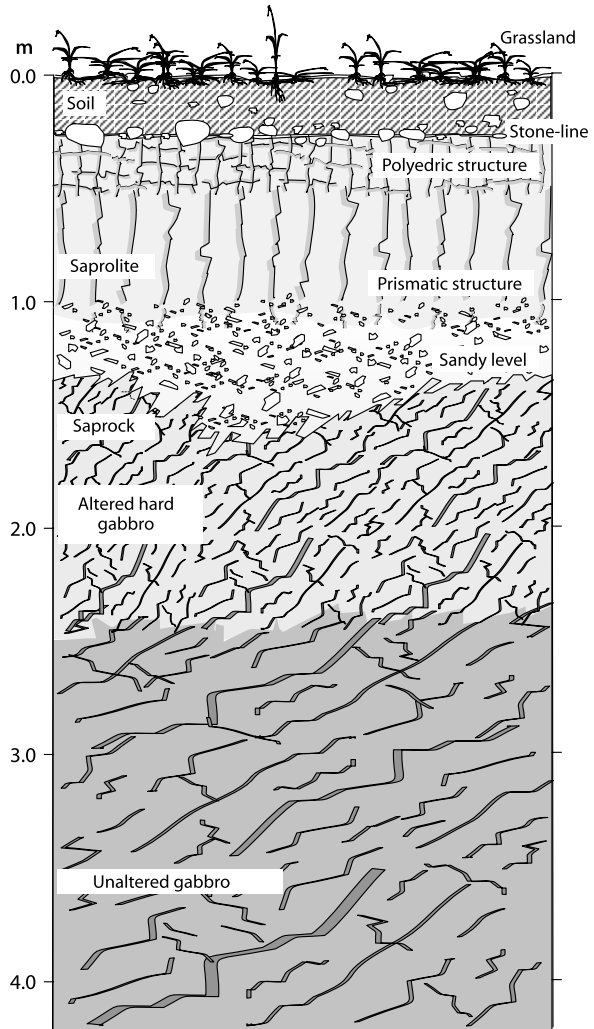 Grassland
m
0.0
Soil
Stone-line
Polyedric structure
Saprolite
Prismatic structure
1.0
Sandy level
Saprock
Altered hard
gabbro
2.0
3.0
Unaltered gabbro
4.0